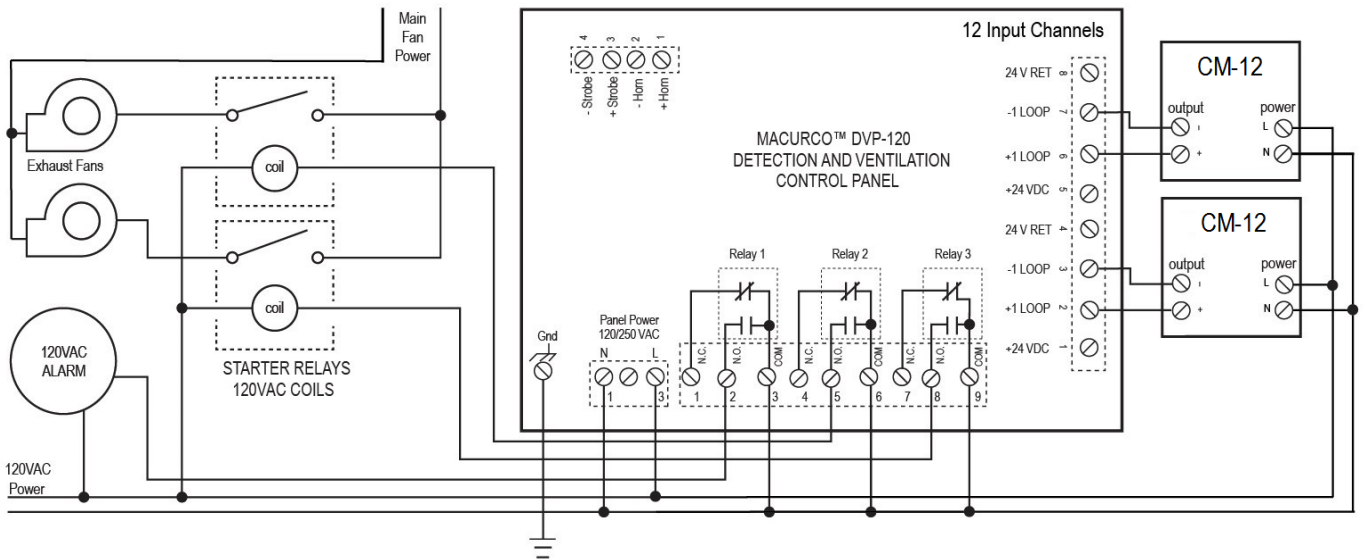 Main
Fan
Power
Exhaust Fans
coil
coil
STARTER RELAYS
120VAC COILS
120VAC
ALARM
120VAC
Power
4 3 2 1
- Strobe
+ Strobe
- Horn
+ Horn
12 Input Channels
MACURCO™ DVP-120
DETECTION AND VENTILATION
CONTROL PANEL
24 V RET 8
-1 LOOP 7
+1 LOOP 6
+24 VDC 5
24 V RET 4
-1 LOOP 3
+1 LOOP 2
+24 VDC 1
Relay 1
Relay 2
Relay 3
Gnd
Panel Power
120/250 VAC
N L
1 3
N.C. N.O. COM N.C. N.O. COM N.C. N.O. COM
1 2 3 4 5 6 7 8 9
CM-12
output power
- L
+ N
CM-12
output power
- L
+ N